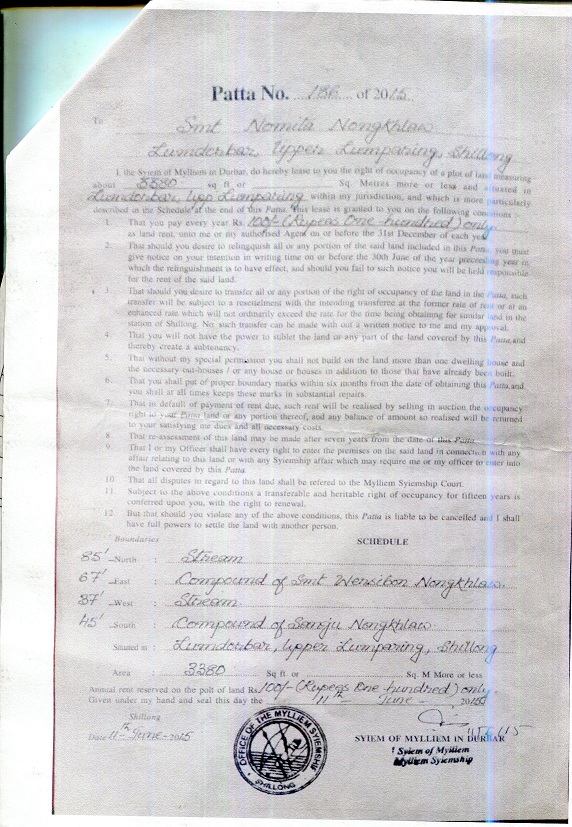 Patta No. 156 of 2015
To
Smt Nomita Nongkhlaw
Lumdorbar, Upper Lumparing, Shillong
I, the Syiem of Mylliem in Durbar, do hereby lease to you the right of occupancy of a plot of land measuring
about 3380 sq ft or Sq. Metres more or less and situated in
Lumdorbar, Upp Lumparing within my jurisdiction, and which is more particularly
described in the Schedule at the end of this Patta. This lease is granted to you on the following conditions
1. That you pay every year Rs 100/- (Rupees One hundred) only
as land rent, unto me or my authorised Agent on or before the 31st December of each year
2. That should you desire to relinquish all or any portion of the said land included in this Patta, you must
give notice on your intention in writing time on or before the 30th June of the year preceeding year in
which the relinguishment is to have effect, and should you fail to such notice you will be held responsible
for the rent of the said land.
3. That should you desire to transfer all or any portion of the right of occupancy of the land in the Patta, such
transfer will be subject to a resetlement with the intending transferee at the former rate of rent or at an
enhanced rate which will not ordinarily exceed the rate for the time being obtaining for similar land in the
station of Shillong. No such transfer can be made with out a written notice to me and my approval.
4. That you will not have the power to sublet the land or any part of the land covered by this Patta and
thereby create a subtenency.
5. That without my special permission you shall not build on the land more than one dwelling house and
the necessary out-houses / or any house or houses in addition to those that have already been built.
6. That you shall put of proper boundary marks within six months from the date of obtaining this Patta and
you shall at all times keeps these marks in substantial repairs.
7. That in default of payment of rent due, such rent will be realised by selling in auction the occupancy
right of your Patta land or any portion thereof, and any balance of amount so realised will be returned
to your satisfying me dues and all necessary costs.
8 That re-assessment of this land may be made after seven years from the date of this Patta
9. That I or my Officer shall have every right to enter the premises on the said land in connection with any
affair relating to this land or with any Syiemship affair which may require me or my officer to enter into
the land covered by this Patta.
10 That all disputes in regard to this land shall be refered to the Mylliem Syiemship Court.
11. Subject to the above conditions a transferable and heritable right of occupancy for fifteen years is
conferred upon you, with the right to renewal.
12. But that should you violate any of the above conditions, this Patta is liable to be cancelled and I shall
have full powers to settle the land with another person.
Boundaries SCHEDULE
85' North : Stream
67' East : Compound of Smt Wensibon Nongkhlaw.
87' West : Stream.
45' South : Compound of Sanju Nongkhlaw.
Situated in : Lumdorbar, Upper Lumparing, Shillong
Area : 3380 Sq ft or Sq. M More or less
Annual rent reserved on the polt of land Rs. 100/- (Rupees One hundred) only.
Given under my hand and seal this day the 11th June - 2015
Shillong
Date 11th June - 2015
OFFICE OF THE MYLLIEM SYIEMSHIP
SHILLONG
SYIEM OF MYLLIEM IN DURBAR
Syiem of Mylliem
Mylliem Syiemship